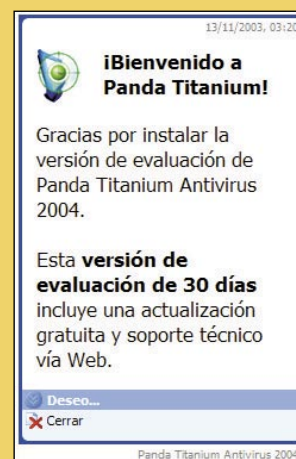 13/11/2003, 03:20
¡Bienvenido a
Panda Titanium!
Gracias por instalar la
versión de evaluación de
Panda Titanium Antivirus
2004.
Esta versión de
evaluación de 30 días
incluye una actualización
gratuita y soporte técnico
vía Web.
Deseo...
Cerrar
Panda Titanium Antivirus 2004